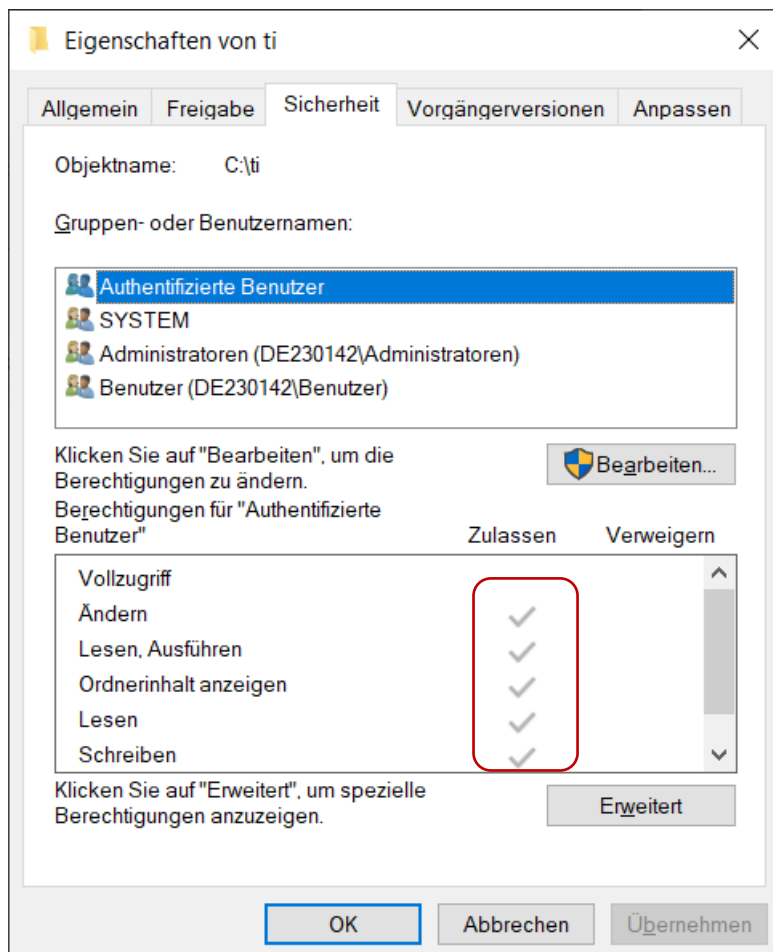 Eigenschaften von ti
Allgemein Freigabe Sicherheit Vorgängerversionen Anpassen
Objektname: C:\ti
Gruppen- oder Benutzernamen:
Authentifizierte Benutzer
SYSTEM
Administratoren (DE230142\Administratoren)
Benutzer (DE230142\Benutzer)
Klicken Sie auf "Bearbeiten", um die
Berechtigungen zu ändern.
Bearbeiten...
Berechtigungen für "Authentifizierte
Benutzer" Zulassen Verweigern
Vollzugriff
Ändern
Lesen, Ausführen
Ordnerinhalt anzeigen
Lesen
Schreiben
Klicken Sie auf "Erweitert", um spezielle
Berechtigungen anzuzeigen.
Erweitert
OK Abbrechen Übernehmen